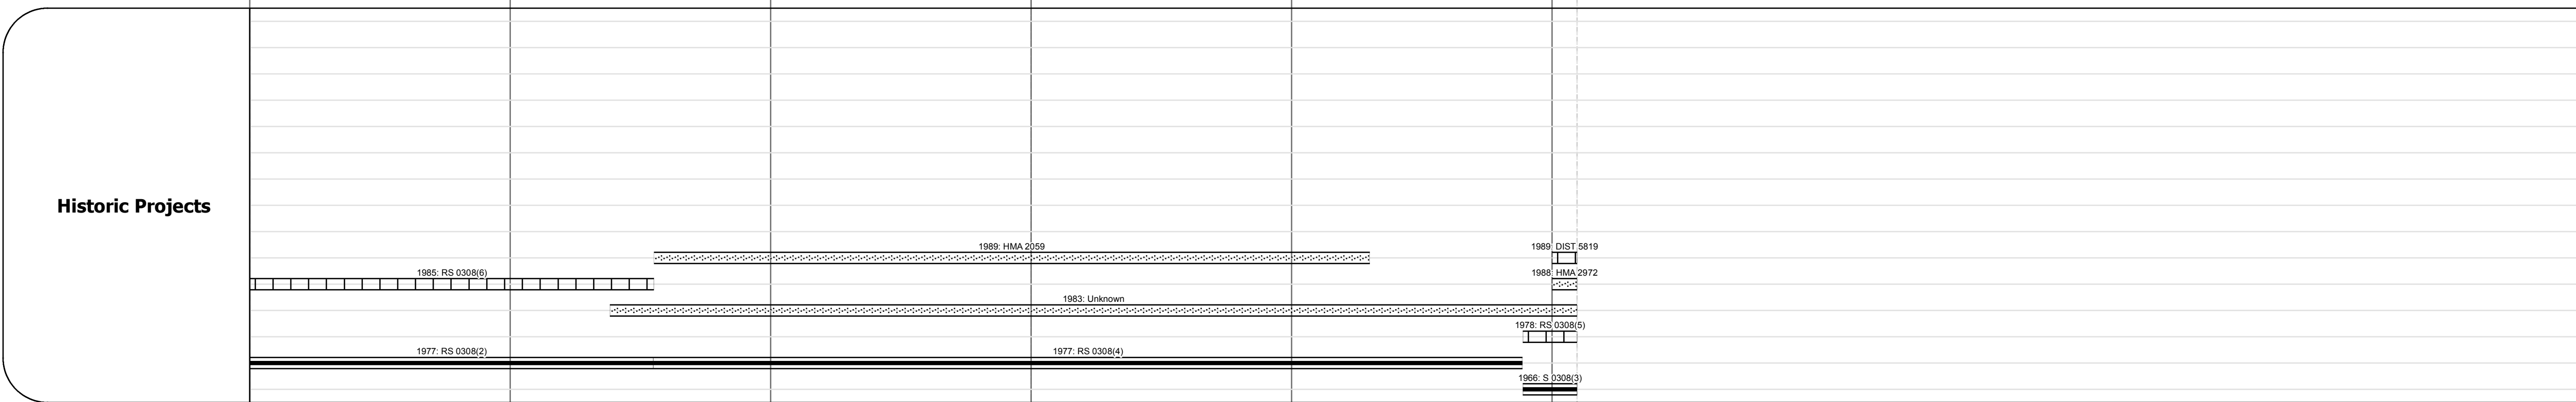 Historic Projects
1989: HMA 2059
1989: DIST 5819
1985: RS 0308(6)
1988: HMA 2972
1983: Unknown
1978: RS 0308(5)
1977: RS 0308(2)
1977: RS 0308(4)
1966: S 0308(3)